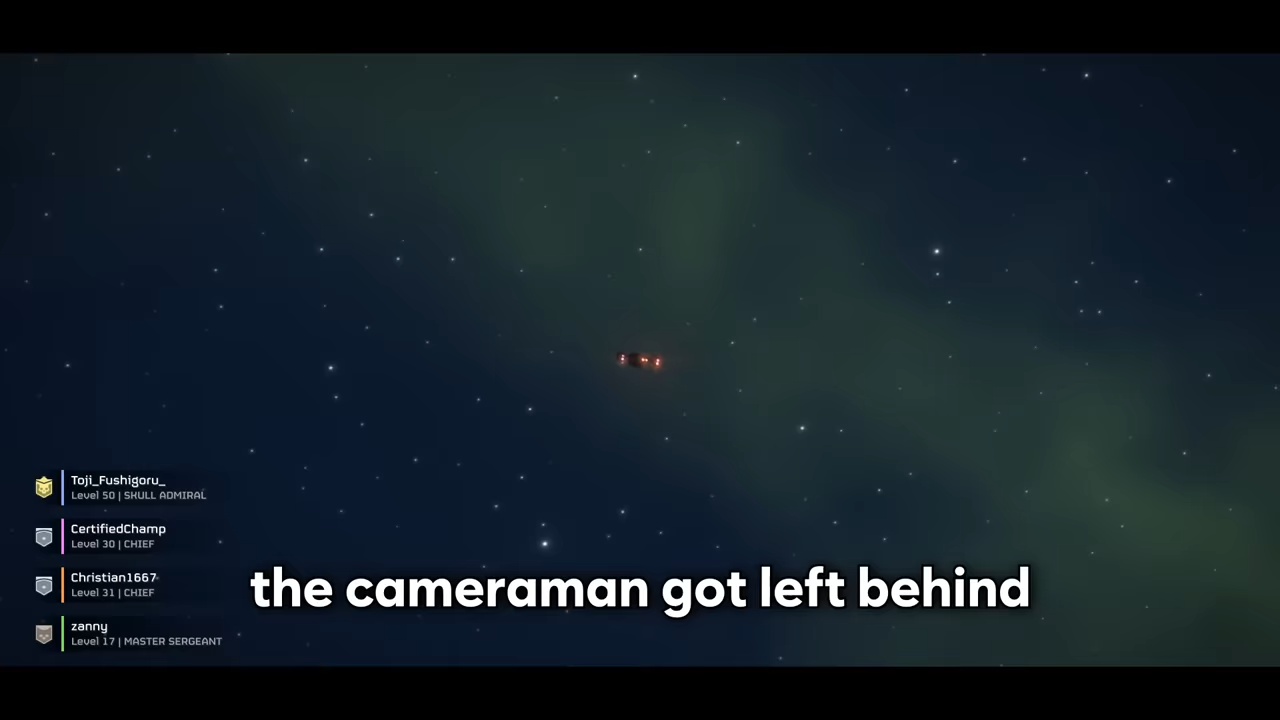 Toji_Fushigoru_
Level 50 | SKULL ADMIRAL
CertifiedChamp
Level 30 | CHIEF
Christian1667
Level 31 | CHIEF
zanny
Level 17 | MASTER SERGEANT
the cameraman got left behind